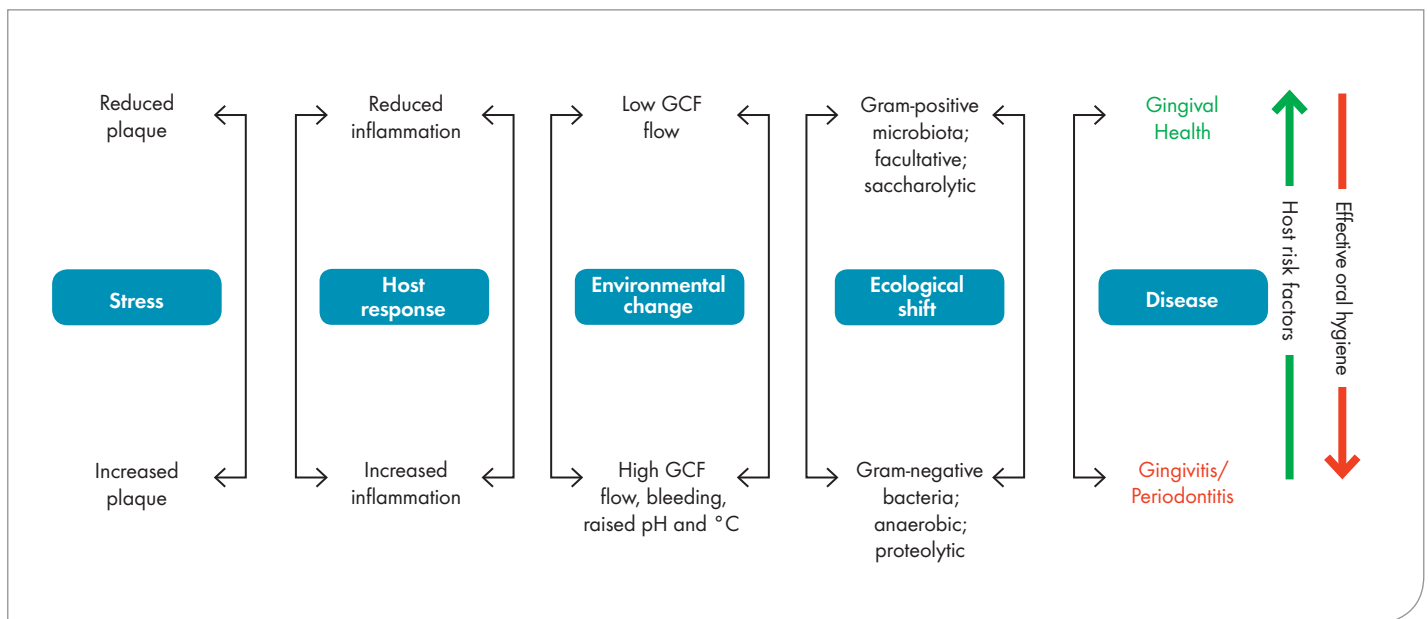 Reduced
plaque
Reduced
inflammation
Low GCF
flow
Gram-positive
microbiota;
facultative;
saccharolytic
Gingival
Health
Stress
Host
response
Environmental
change
Ecological
shift
Disease
Host risk factors
Effective oral hygiene
Increased
plaque
Increased
inflammation
High GCF
flow, bleeding,
raised pH and °C
Gram-negative
bacteria;
anaerobic;
proteolytic
Gingivitis/
Periodontitis